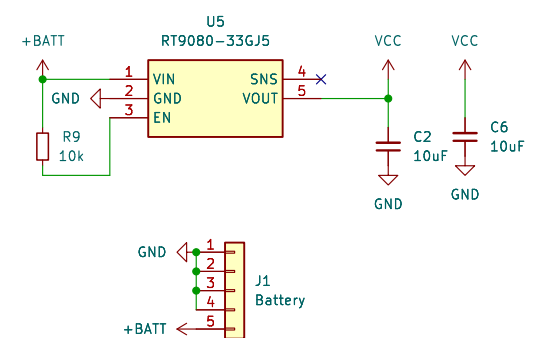 U5
+BATT
RT9080-33GJ5
VCC
VCC
1
VIN
SNS
4
GND
2
GND
VOUT
5
3
EN
R9
10k
C2
10uF
C6
10uF
GND
GND
GND
1
2
3
4
5
J1
Battery
+BATT